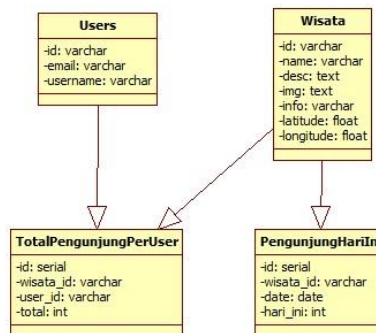 Users
-id: varchar
-email: varchar
-username: varchar
Wisata
-id: varchar
-name: varchar
-desc: text
-img: text
-info: varchar
-latitude: float
-longitude: float
TotalPengunjungPerUser
-id: serial
-wisata_id: varchar
-user_id: varchar
-total: int
PengunjungHariIn
-id: serial
-wisata_id: varchar
-date: date
-hari_ini: int